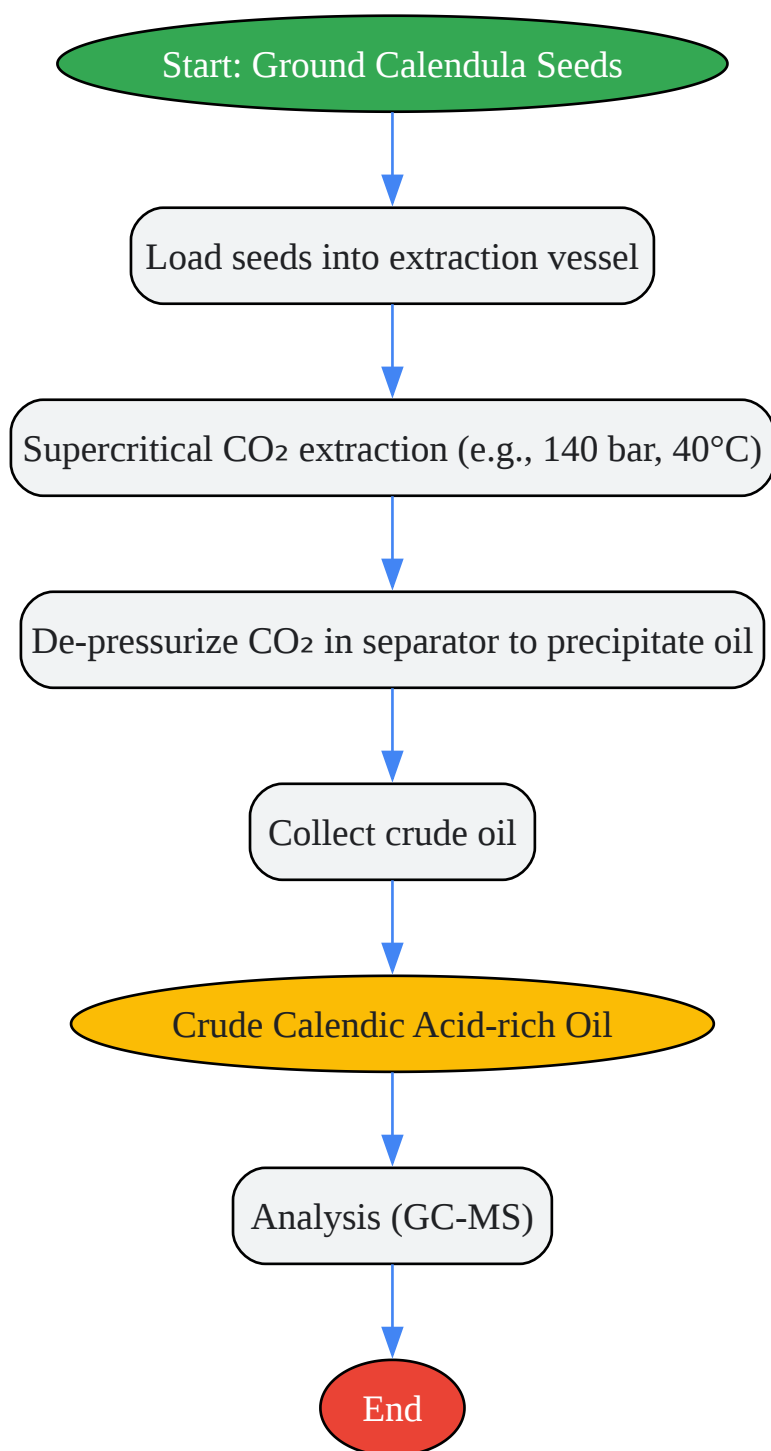 Start: Ground Calendula Seeds
Load seeds into extraction vessel
Supercritical CO₂ extraction (e.g., 140 bar, 40°C)
De-pressurize CO₂ in separator to precipitate oil
Collect crude oil
Crude Calendic Acid-rich Oil
Analysis (GC-MS)
End